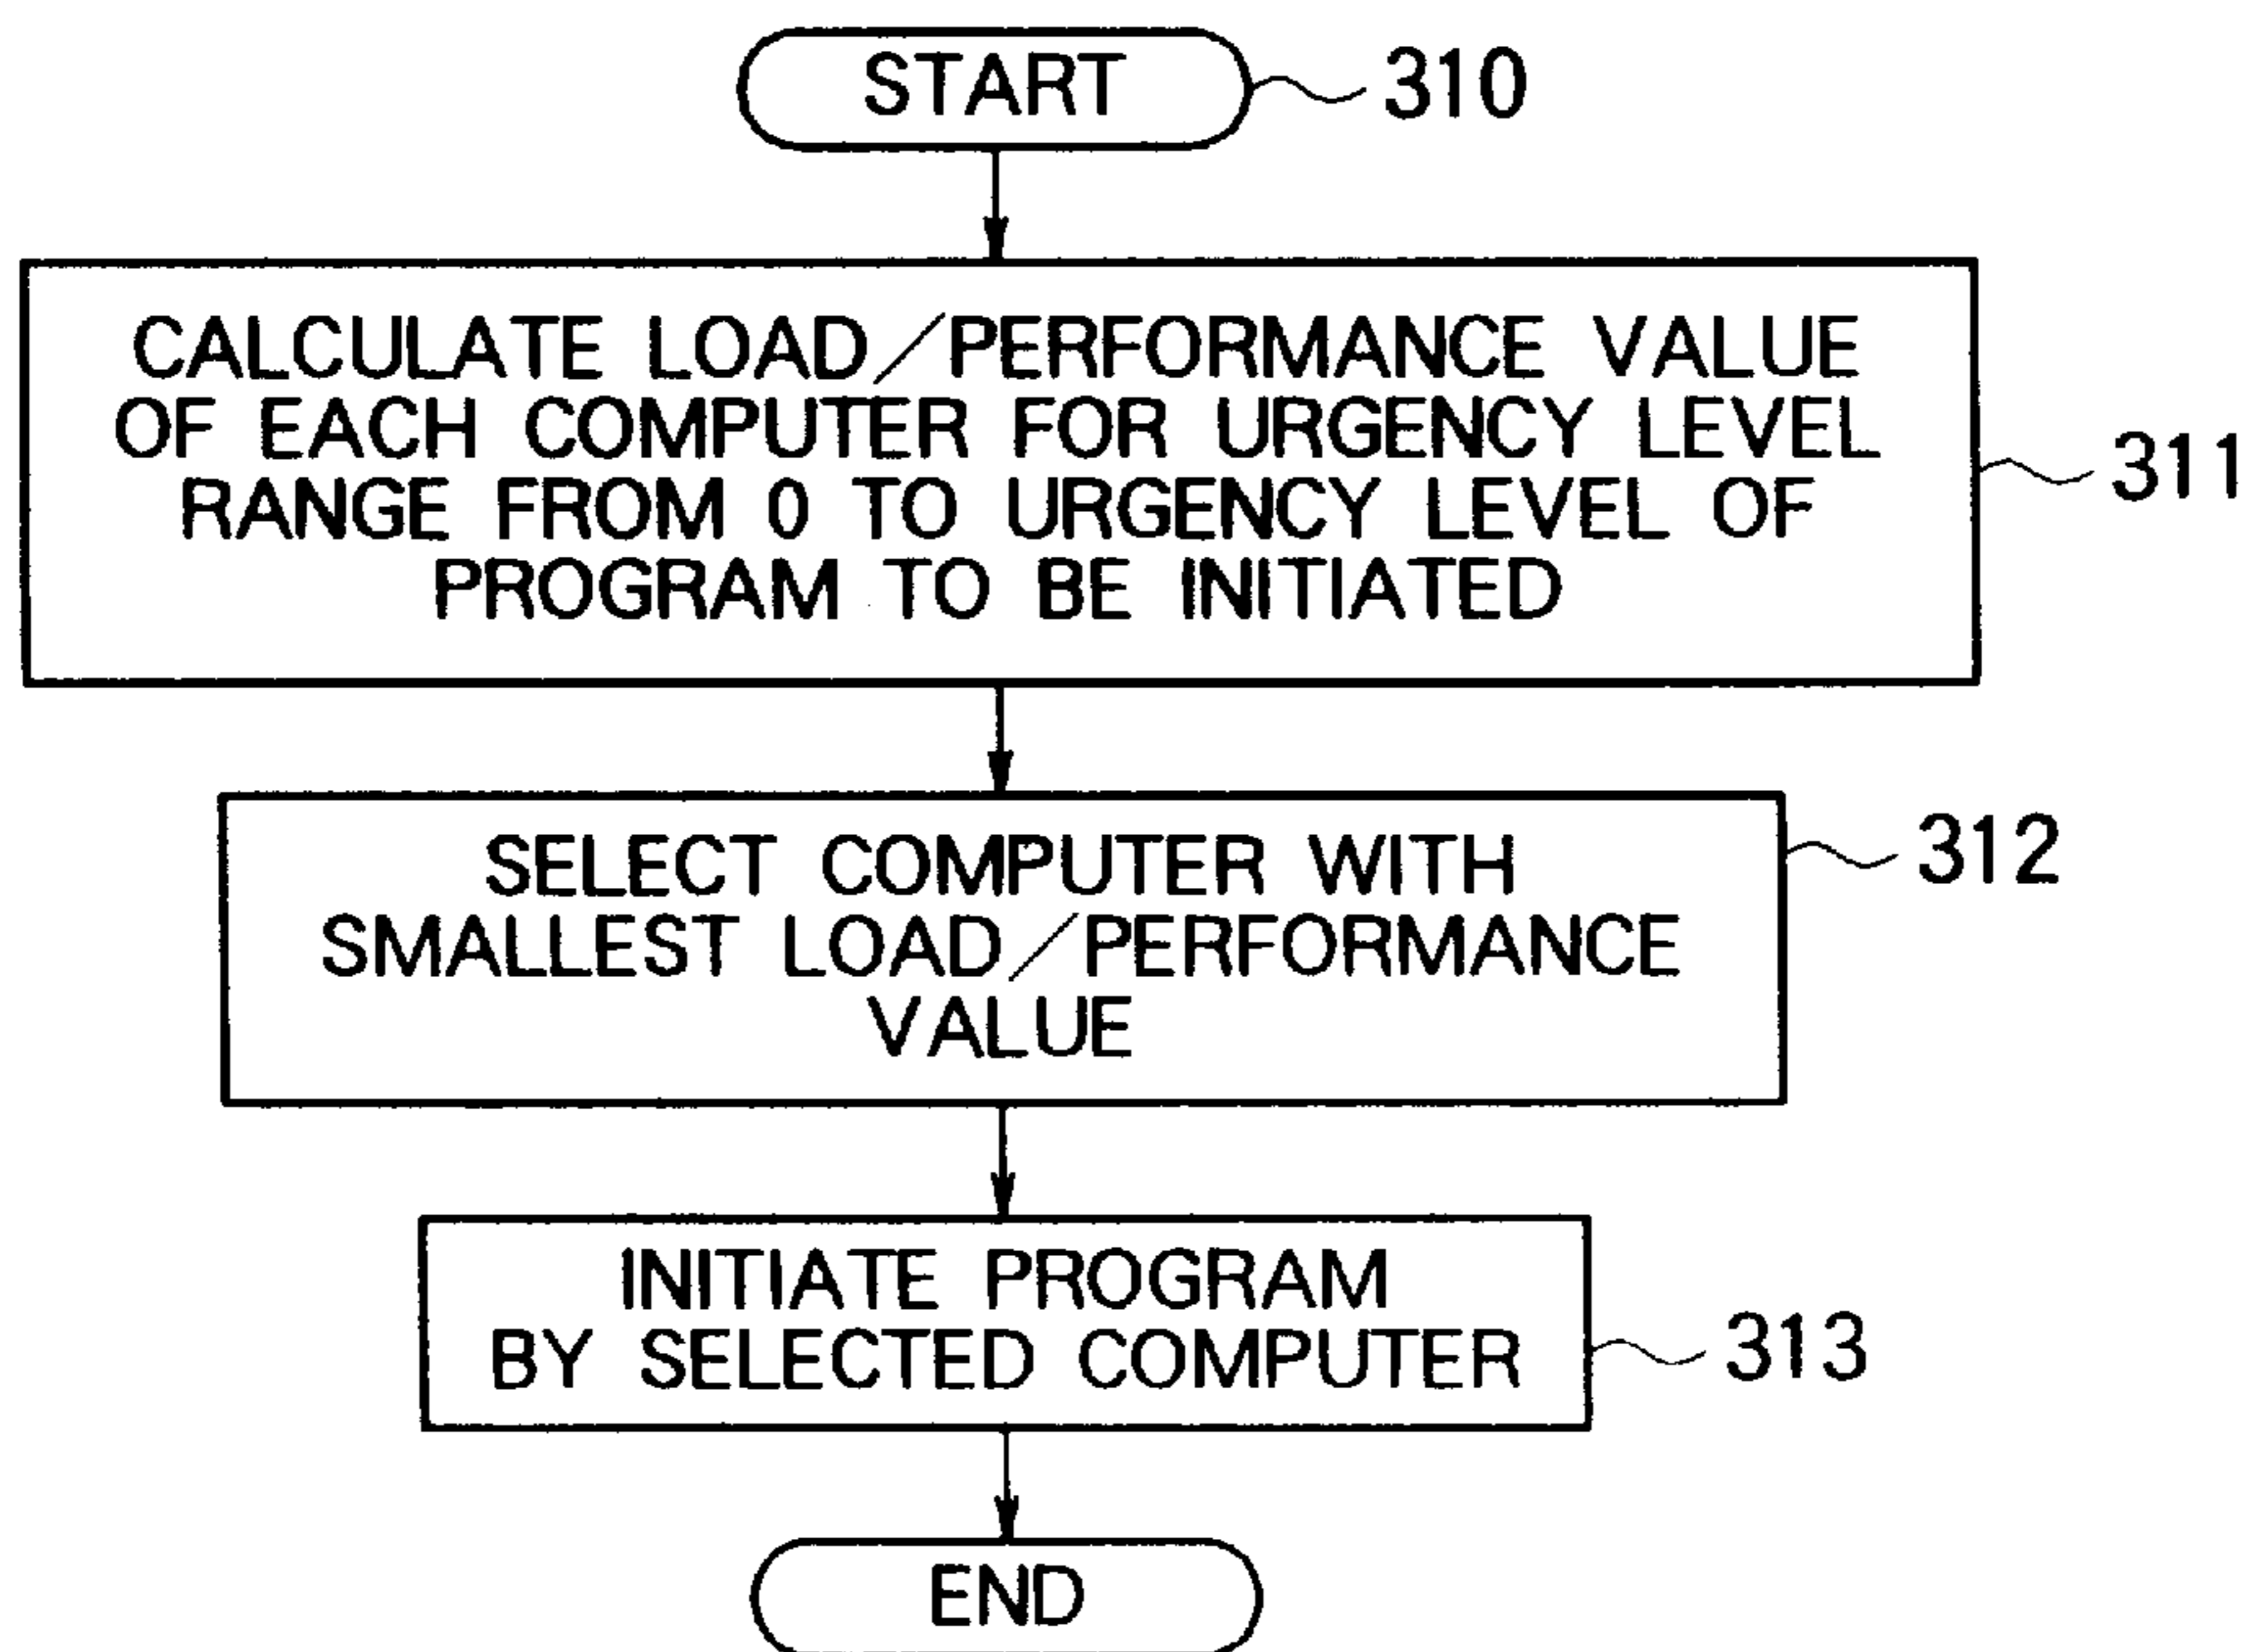 START
310
CALCULATE LOAD/PERFORMANCE VALUE
OF EACH COMPUTER FOR URGENCY LEVEL
RANGE FROM 0 TO URGENCY LEVEL OF
PROGRAM TO BE INITIATED
311
SELECT COMPUTER WITH
SMALLEST LOAD/PERFORMANCE
VALUE
312
INITIATE PROGRAM
BY SELECTED COMPUTER
313
END